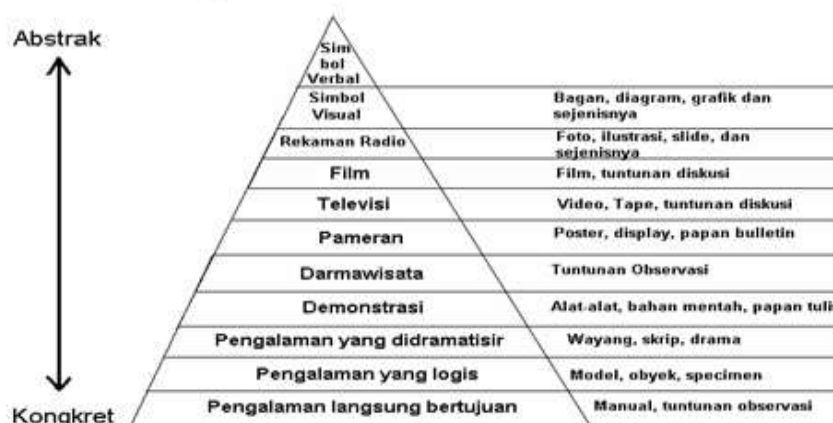 Abstrak
Sim
bol
Verbal
Simbol
Visual
Bagan, diagram, grafik dan
sejenisnya
Rekaman Radio
Foto, ilustrasi, slide, dan
sejenisnya
Film
Film, tuntunan diskusi
Televisi
Video, Tape, tuntunan diskusi
Pameran
Poster, display, papan bulletin
Darmawisata
Tuntunan Observasi
Demonstrasi
Alat-alat, bahan mentah, papan tuli
Pengalaman yang didramatisir
Wayang, skrip, drama
Pengalaman yang logis
Model, obyek, specimen
Kongkret
Pengalaman langsung bertujuan
Manual, tuntunan observasi